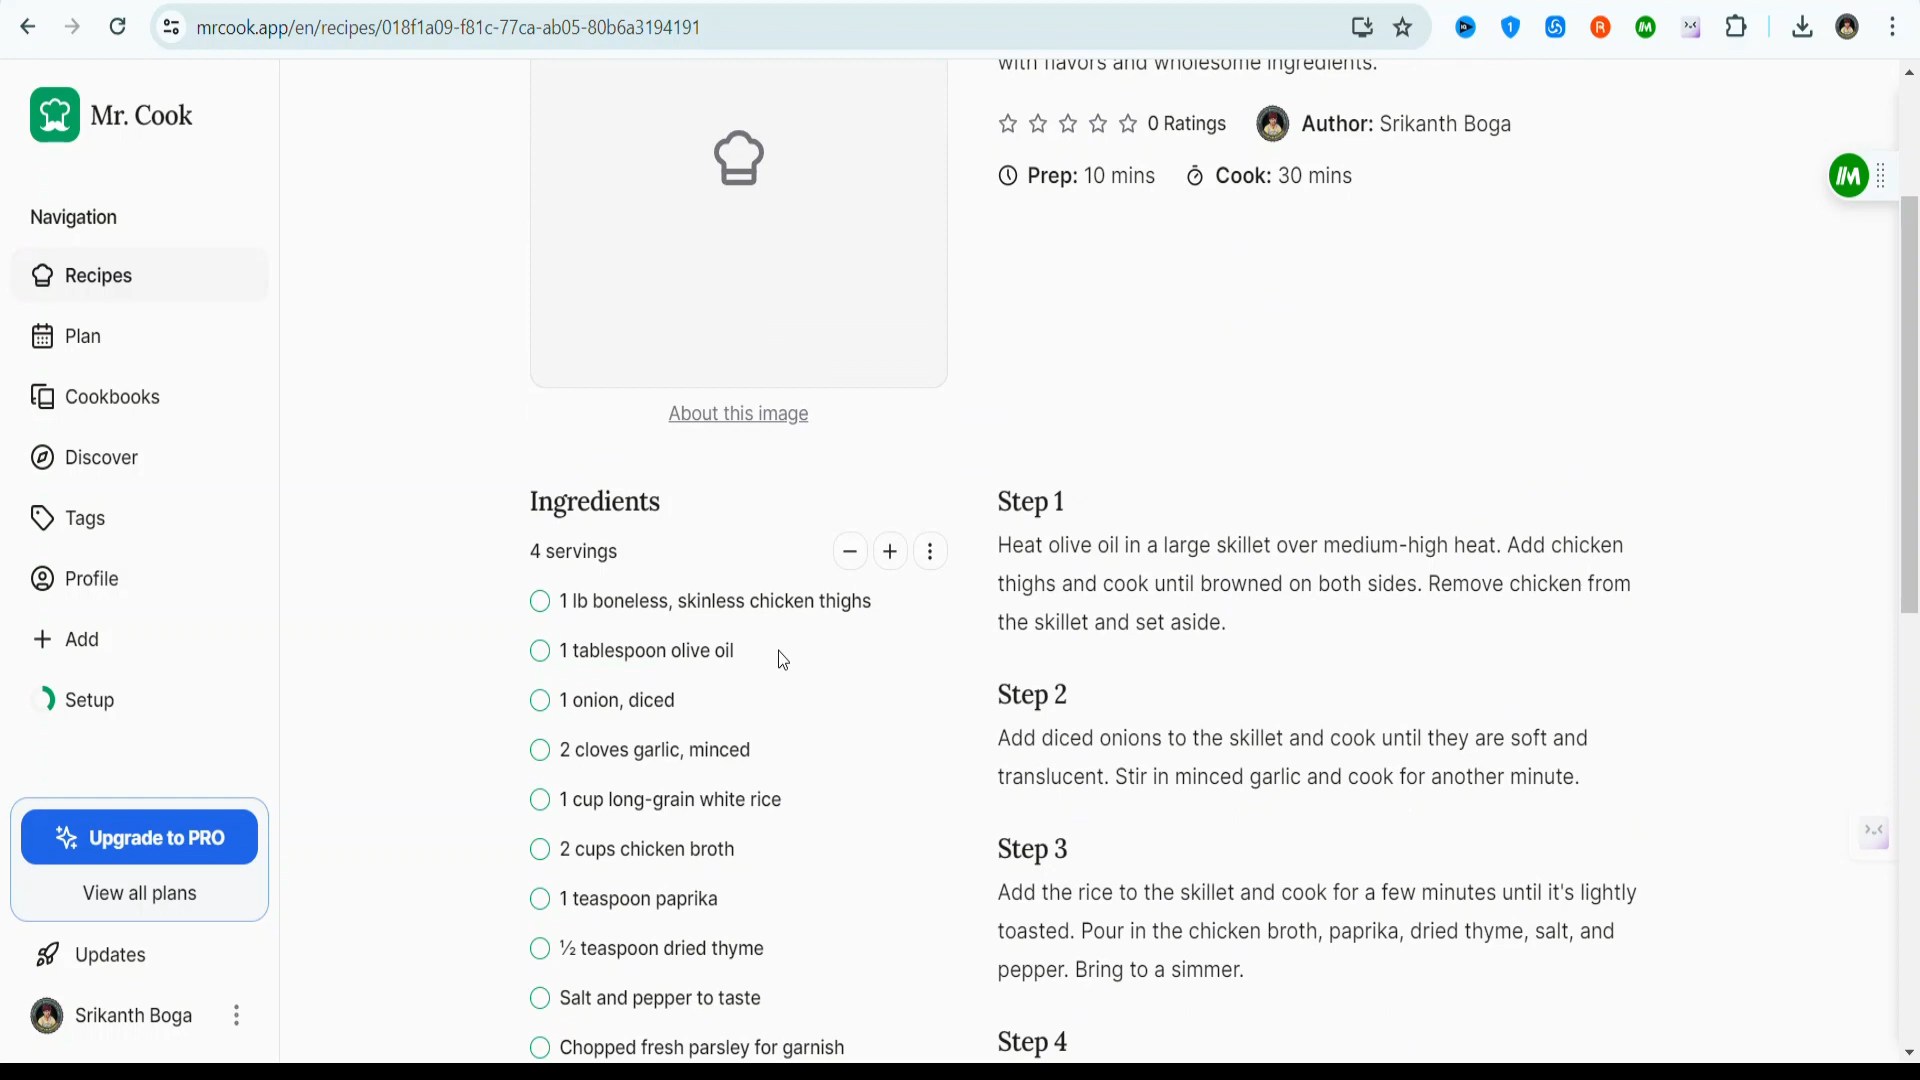 mrcook.app/en/recipes/018f1a09-f81c-77ca-ab05-80b6a3194191
Mr. Cook
Navigation
Recipes
Plan
Cookbooks
Discover
Tags
Profile
Add
Setup
Upgrade to PRO
View all plans
Updates
Srikanth Boga
About this image
Ingredients
4 servings
1 lb boneless, skinless chicken thighs
1 tablespoon olive oil
1 onion, diced
2 cloves garlic, minced
1 cup long-grain white rice
2 cups chicken broth
1 teaspoon paprika
½ teaspoon dried thyme
Salt and pepper to taste
Chopped fresh parsley for garnish
with flavors and wholesome ingredients.
0 Ratings Author: Srikanth Boga
Prep: 10 mins Cook: 30 mins
Step 1
Heat olive oil in a large skillet over medium-high heat. Add chicken
thighs and cook until browned on both sides. Remove chicken from
the skillet and set aside.
Step 2
Add diced onions to the skillet and cook until they are soft and
translucent. Stir in minced garlic and cook for another minute.
Step 3
Add the rice to the skillet and cook for a few minutes until it's lightly
toasted. Pour in the chicken broth, paprika, dried thyme, salt, and
pepper. Bring to a simmer.
Step 4